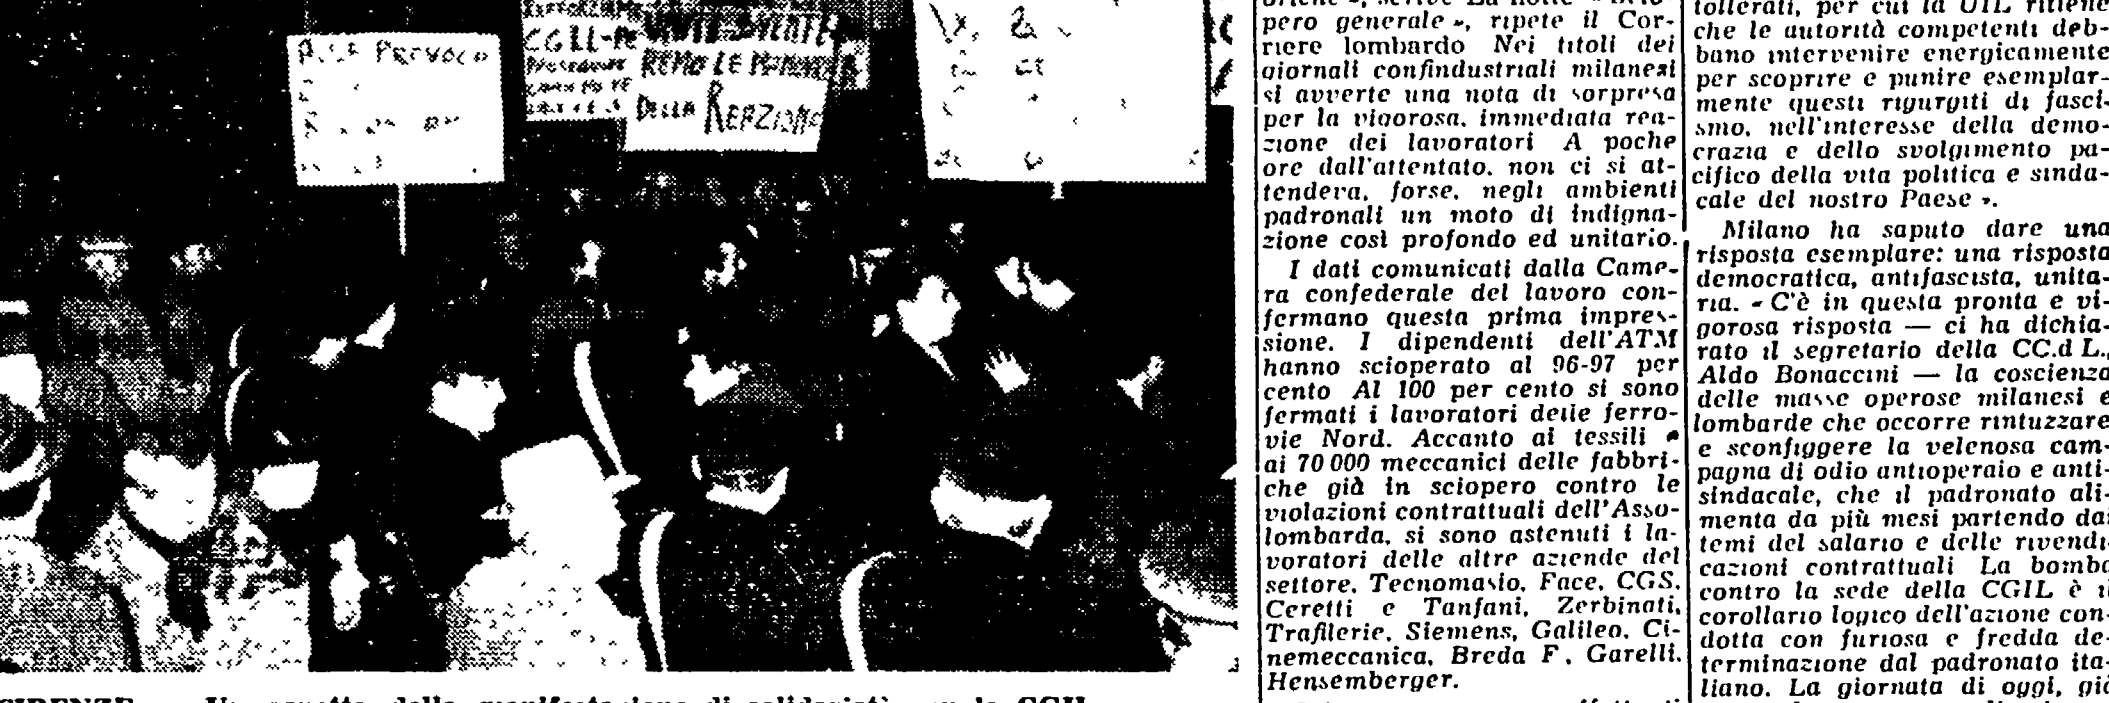 CGIL
REMO LE MANOVRE
DELLA REAZIONE
pero generale », ripete il Cor-
riere lombardo Nei titoli dei
giornali confindustriali milanesi
si avverte una nota di sorpresa
per la vigorosa, immediata rea-
zione dei lavoratori A poche
ore dall'attentato, non ci si at-
tendeva, forse, negli ambienti
padronali un moto di indigna-
zione così profondo ed unitario.
I dati comunicati dalla Came-
ra confederale del lavoro con-
fermano questa prima impres-
sione. I dipendenti dell'ATM
hanno scioperato al 96-97 per
cento Al 100 per cento si sono
fermati i lavoratori delle ferro-
vie Nord. Accanto ai tessili e
ai 70 000 meccanici delle fabbri-
che già in sciopero contro le
violazioni contrattuali dell'Asso-
lombarda, si sono astenuti i la-
voratori delle altre aziende del
settore, Tecnomasio, Face, CGS,
Ceretti e Tanfani, Zerbinati,
Trafilerie, Siemens, Galileo, Ci-
nemeccanica, Breda F., Garelli,
Hensemberger.
tollerati, per cui la UIL ritiene
che le autorità competenti deb-
bano intervenire energicamente
per scoprire e punire esemplar-
mente questi rigurgiti di fasci-
smo, nell'interesse della demo-
crazia e dello svolgimento pa-
cifico della vita politica e sinda-
cale del nostro Paese ».
Milano ha saputo dare una
risposta esemplare: una risposta
democratica, antifascista, unita-
ria. « C'è in questa pronta e vi-
gorosa risposta — ci ha dichia-
rato il segretario della CC.d L.,
Aldo Bonaccini — la coscienza
delle masse operose milanesi e
lombarde che occorre rintuzzare
e sconfiggere la velenosa cam-
pagna di odio antioperaio e anti-
sindacale, che il padronato ali-
menta da più mesi partendo dai
temi del salario e delle rivendi-
cazioni contrattuali La bomba
contro la sede della CGIL è il
corollario logico dell'azione con-
dotta con furiosa e fredda de-
terminazione dal padronato ita-
liano. La giornata di oggi, già